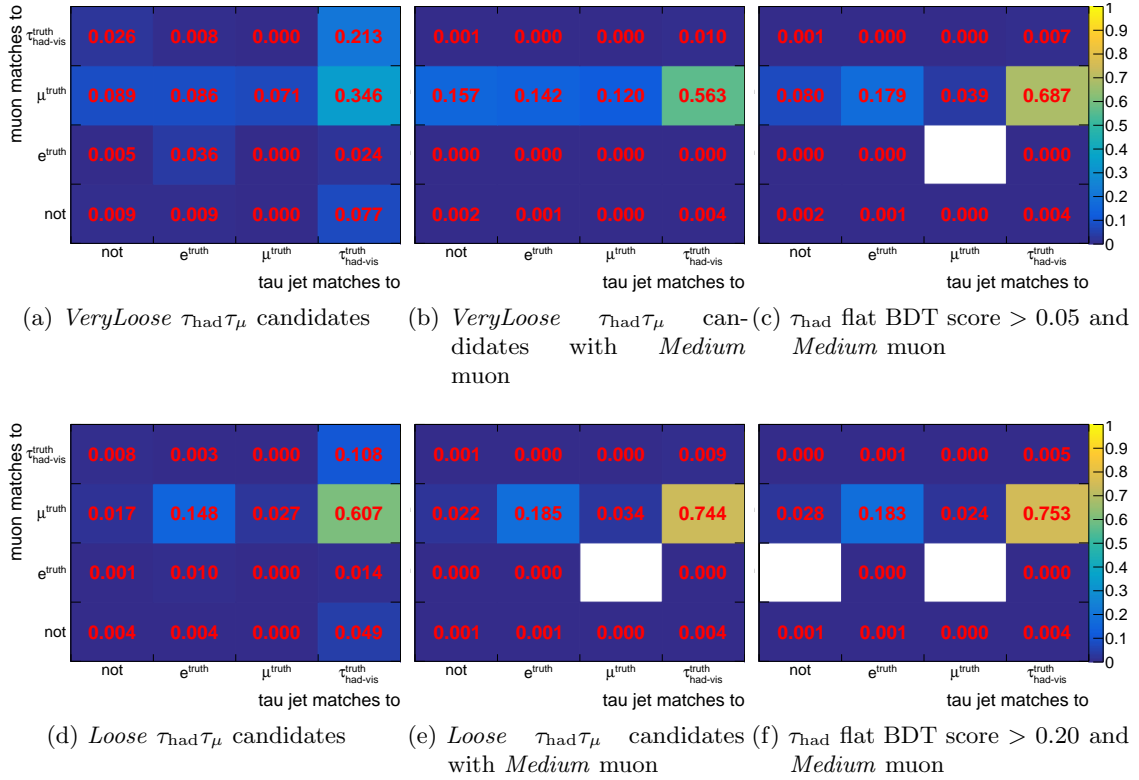 muon matches to
τ^truth_had-vis 0.026 0.008 0.000 0.213
μ^truth 0.089 0.086 0.071 0.346
e^truth 0.005 0.036 0.000 0.024
not 0.009 0.009 0.000 0.077
not e^truth μ^truth τ^truth_had-vis
tau jet matches to
(a) VeryLoose τ_had τ_μ candidates
0.001 0.000 0.000 0.010
0.157 0.142 0.120 0.563
0.000 0.000 0.000 0.000
0.002 0.001 0.000 0.004
not e^truth μ^truth τ^truth_had-vis
tau jet matches to
(b) VeryLoose τ_had τ_μ can-
didates with Medium
muon
0.001 0.000 0.000 0.007
0.080 0.179 0.039 0.687
0.000 0.000 0.000
0.002 0.001 0.000 0.004
not e^truth μ^truth τ^truth_had-vis
tau jet matches to
1
0.9
0.8
0.7
0.6
0.5
0.4
0.3
0.2
0.1
0
(c) τ_had flat BDT score > 0.05 and
Medium muon
muon matches to
τ^truth_had-vis 0.008 0.003 0.000 0.108
μ^truth 0.017 0.148 0.027 0.607
e^truth 0.001 0.010 0.000 0.014
not 0.004 0.004 0.000 0.049
not e^truth μ^truth τ^truth_had-vis
tau jet matches to
(d) Loose τ_had τ_μ candidates
0.001 0.000 0.000 0.009
0.022 0.185 0.034 0.744
0.000 0.000 0.000
0.001 0.001 0.000 0.004
not e^truth μ^truth τ^truth_had-vis
tau jet matches to
(e) Loose τ_had τ_μ candidates
with Medium muon
0.000 0.001 0.000 0.005
0.028 0.183 0.024 0.753
0.000 0.000
0.001 0.001 0.000 0.004
not e^truth μ^truth τ^truth_had-vis
tau jet matches to
1
0.9
0.8
0.7
0.6
0.5
0.4
0.3
0.2
0.1
0
(f) τ_had flat BDT score > 0.20 and
Medium muon